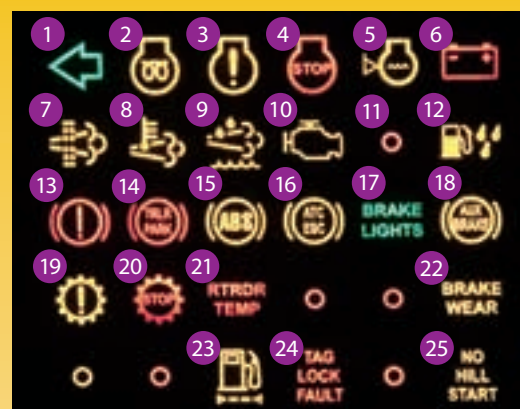 1 2 3 4 5 6
STOP
7 8 9 10 11 12
13 14 15 16 17 18
TRLR PARK ABS ATC ESC BRAKE LIGHTS AUX BRAKE
19 20 21 22
STOP RTRDR TEMP BRAKE WEAR
23 24 25
TAG LOCK FAULT NO HILL START